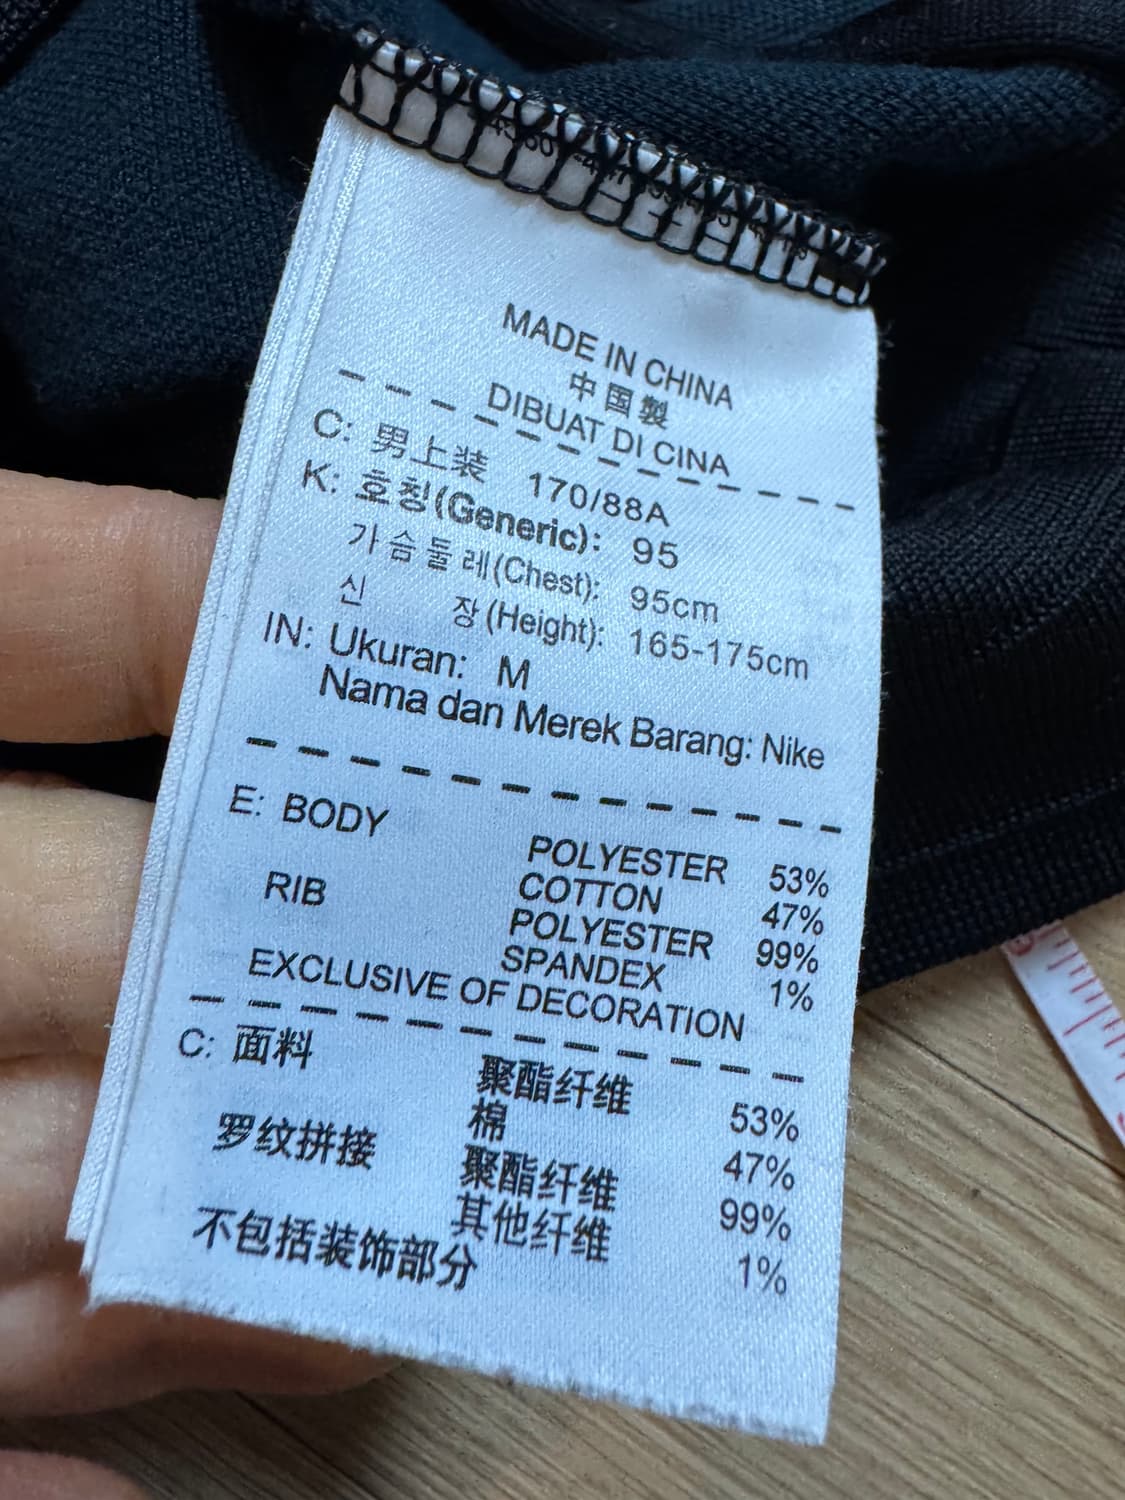 MADE IN CHINA
中国製
DIBUAT DI CINA
C: 男上装 170/88A
K: 호칭(Generic): 95
가슴둘레(Chest): 95cm
신 장(Height): 165-175cm
IN: Ukuran: M
Nama dan Merek Barang: Nike
E: BODY POLYESTER 53%
COTTON 47%
RIB POLYESTER 99%
SPANDEX 1%
EXCLUSIVE OF DECORATION
C: 面料 聚酯纤维 53%
棉 47%
罗纹拼接 聚酯纤维 99%
其他纤维 1%
不包括装饰部分